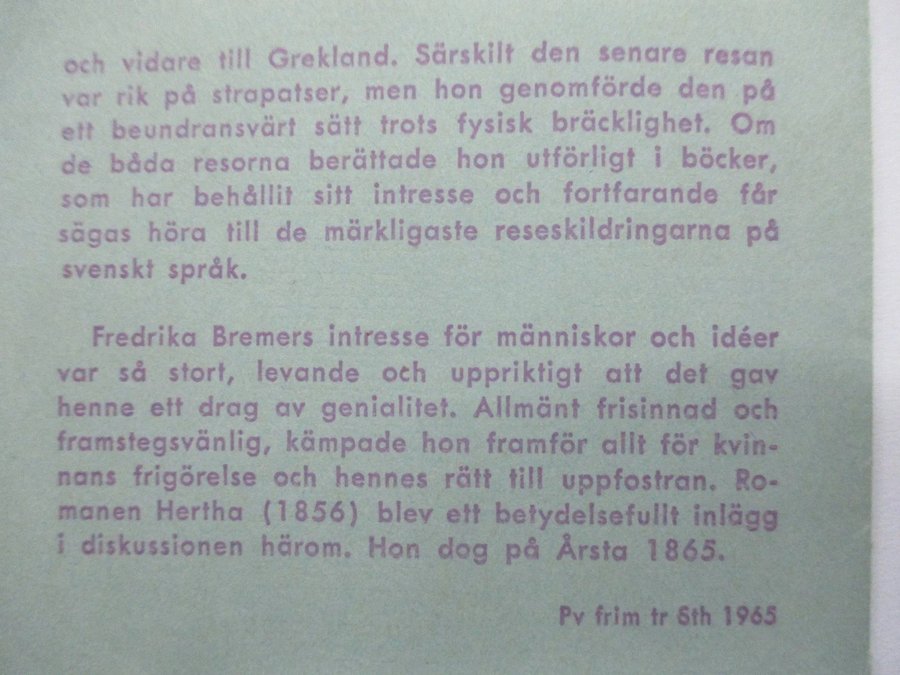 och vidare till Grekland. Särskilt den senare resan
var rik på strapatser, men hon genomförde den på
ett beundransvärt sätt trots fysisk bräcklighet. Om
de båda resorna berättade hon utförligt i böcker,
som har behållit sitt intresse och fortfarande får
sägas höra till de märkligaste reseskildringarna på
svenskt språk.
Fredrika Bremers intresse för människor och idéer
var så stort, levande och uppriktigt att det gav
henne ett drag av genialitet. Allmänt frisinnad och
framstegsvänlig, kämpade hon framför allt för kvin-
nans frigörelse och hennes rätt till uppfostran. Ro-
manen Hertha (1856) blev ett betydelsefullt inlägg
i diskussionen härom. Hon dog på Årsta 1865.
Pv frim tr Sth 1965